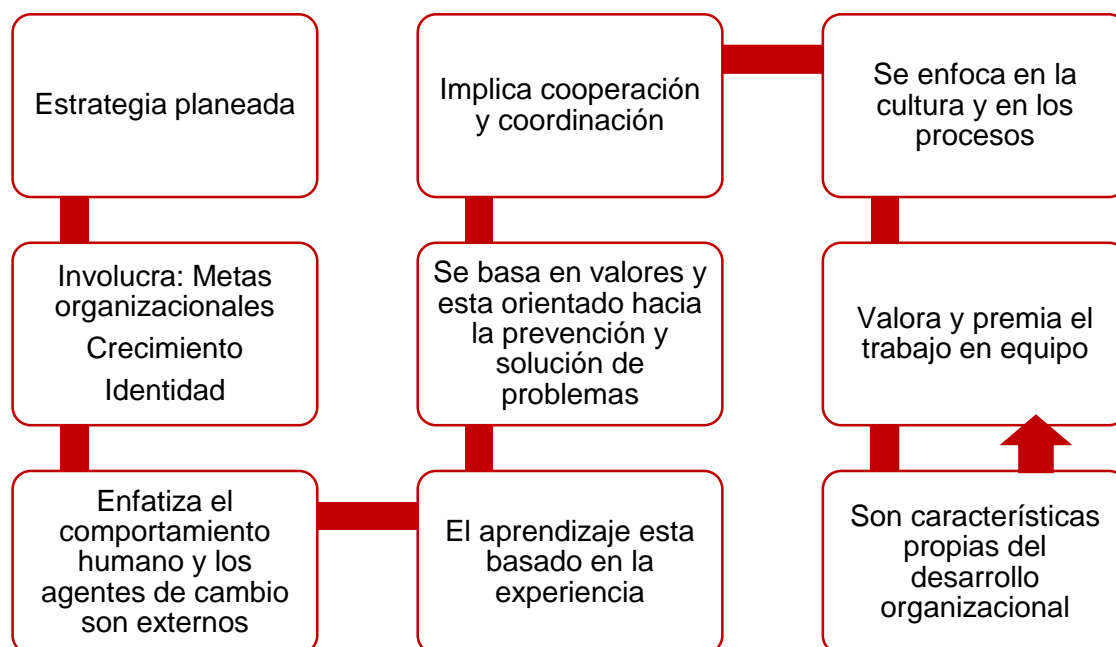 Estrategia planeada
Involucra: Metas
organizacionales
Crecimiento
Identidad
Enfatiza el
comportamiento
humano y los
agentes de cambio
son externos
El aprendizaje esta
basado en la
experiencia
Se basa en valores y
esta orientado hacia
la prevención y
solución de
problemas
Implica cooperación
y coordinación
Se enfoca en la
cultura y en los
procesos
Valora y premia el
trabajo en equipo
Son características
propias del
desarrollo
organizacional